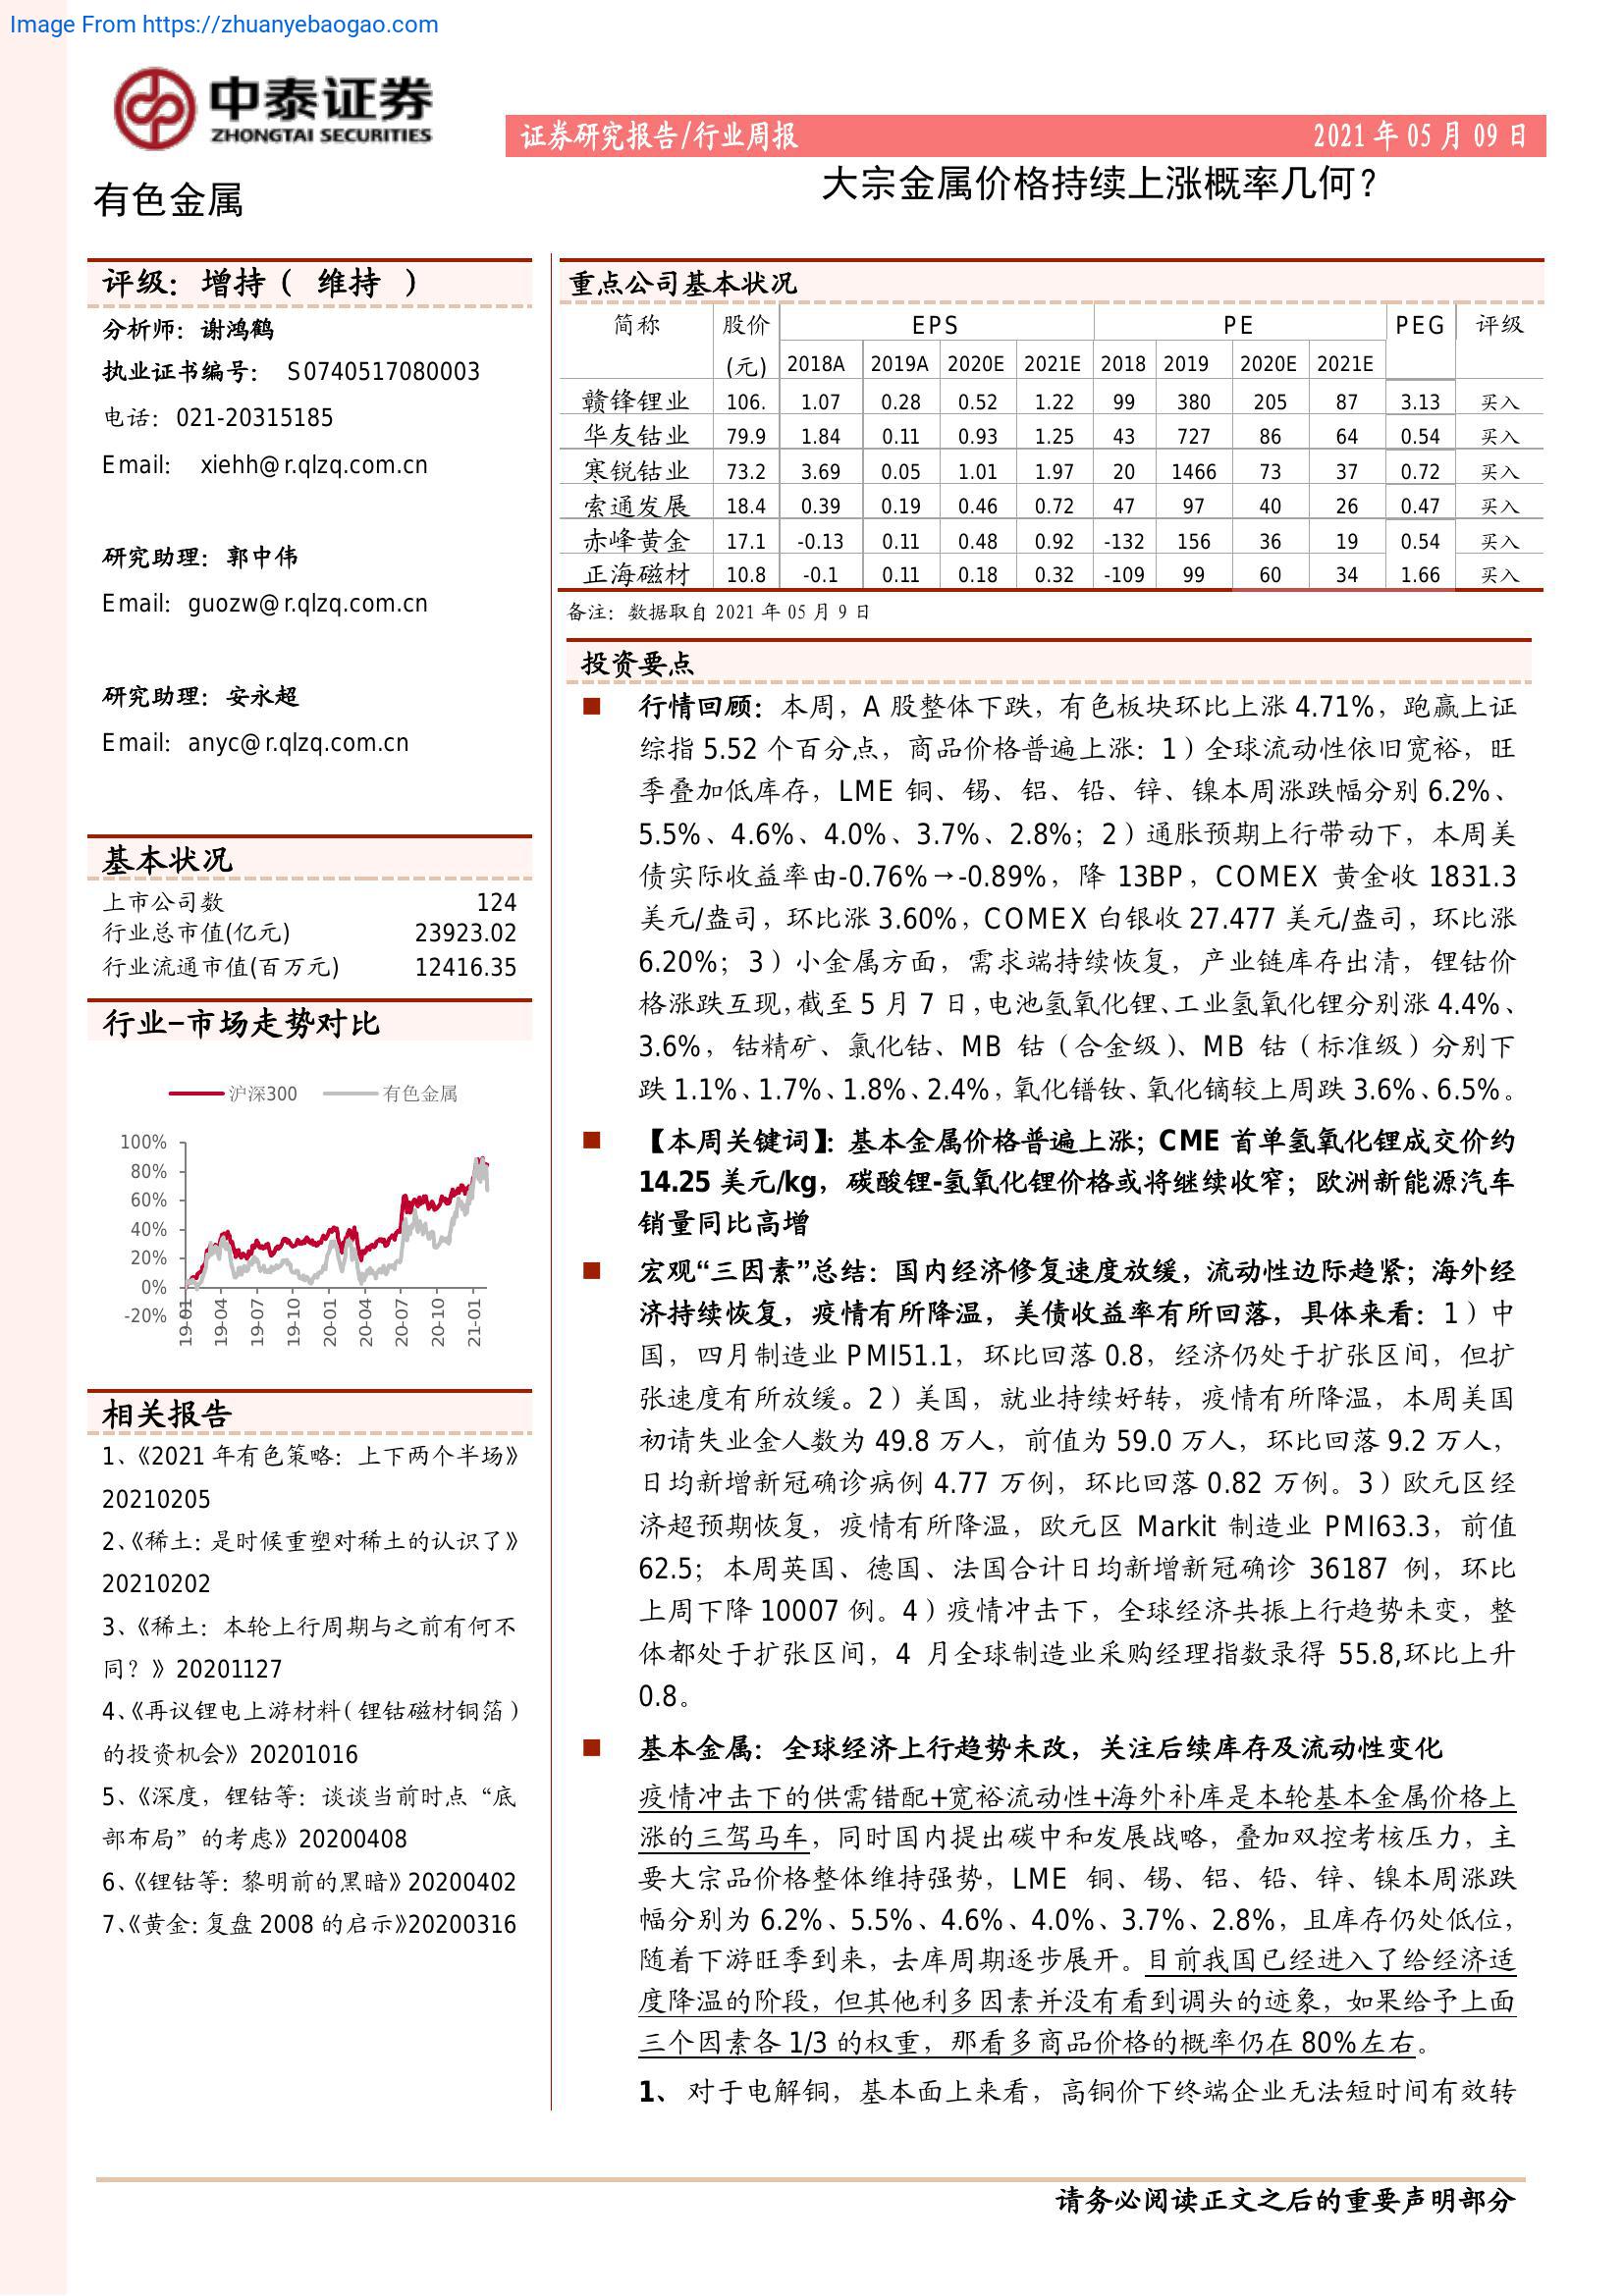 Image From https://zhuanyebaogao.com
中泰证券
ZHONGTAI SECURITIES
证券研究报告/行业周报 2021 年 05 月 09 日
有色金属
大宗金属价格持续上涨概率几何?
评级：增持（ 维持 ）
分析师：谢鸿鹤
执业证书编号： S0740517080003
电话：021-20315185
Email: xiehh@r.qlzq.com.cn
研究助理：郭中伟
Email: guozw@r.qlzq.com.cn
研究助理：安永超
Email: anyc@r.qlzq.com.cn
基本状况
上市公司数 124
行业总市值(亿元) 23923.02
行业流通市值(百万元) 12416.35
行业-市场走势对比
沪深300 有色金属
100%
80%
60%
40%
20%
0%
-20%
19-01 19-04 19-07 19-10 20-01 20-04 20-07 20-10 21-01
相关报告
1、《2021 年有色策略：上下两个半场》
20210205
2、《稀土：是时候重塑对稀土的认识了》
20210202
3、《稀土：本轮上行周期与之前有何不
同？》20201127
4、《再议锂电上游材料（锂钴磁材铜箔）
的投资机会》20201016
5、《深度，锂钴等：谈谈当前时点“底
部布局”的考虑》20200408
6、《锂钴等：黎明前的黑暗》20200402
7、《黄金：复盘 2008 的启示》20200316
重点公司基本状况
简称 股价 EPS PE PEG 评级
(元) 2018A 2019A 2020E 2021E 2018 2019 2020E 2021E
赣锋锂业 106. 1.07 0.28 0.52 1.22 99 380 205 87 3.13 买入
华友钴业 79.9 1.84 0.11 0.93 1.25 43 727 86 64 0.54 买入
寒锐钴业 73.2 3.69 0.05 1.01 1.97 20 1466 73 37 0.72 买入
索通发展 18.4 0.39 0.19 0.46 0.72 47 97 40 26 0.47 买入
赤峰黄金 17.1 -0.13 0.11 0.48 0.92 -132 156 36 19 0.54 买入
正海磁材 10.8 -0.1 0.11 0.18 0.32 -109 99 60 34 1.66 买入
备注：数据取自 2021 年 05 月 9 日
投资要点
■ 行情回顾：本周，A 股整体下跌，有色板块环比上涨 4.71%，跑赢上证
综指 5.52 个百分点，商品价格普遍上涨：1）全球流动性依旧宽裕，旺
季叠加低库存，LME 铜、锡、铝、铅、锌、镍本周涨跌幅分别 6.2%、
5.5%、4.6%、4.0%、3.7%、2.8%；2）通胀预期上行带动下，本周美
债实际收益率由-0.76%→-0.89%，降 13BP，COMEX 黄金收 1831.3
美元/盎司，环比涨 3.60%，COMEX 白银收 27.477 美元/盎司，环比涨
6.20%；3）小金属方面，需求端持续恢复，产业链库存出清，锂钴价
格涨跌互现，截至 5 月 7 日，电池氢氧化锂、工业氢氧化锂分别涨 4.4%、
3.6%，钴精矿、氯化钴、MB 钴（合金级）、MB 钴（标准级）分别下
跌 1.1%、1.7%、1.8%、2.4%，氧化镨钕、氧化镝较上周跌 3.6%、6.5%。
■ 【本周关键词】：基本金属价格普遍上涨；CME 首单氢氧化锂成交价约
14.25 美元/kg，碳酸锂-氢氧化锂价格或将继续收窄；欧洲新能源汽车
销量同比高增
■ 宏观“三因素”总结：国内经济修复速度放缓，流动性边际趋紧；海外经
济持续恢复，疫情有所降温，美债收益率有所回落，具体来看：1）中
国，四月制造业 PMI51.1，环比回落 0.8，经济仍处于扩张区间，但扩
张速度有所放缓。2）美国，就业持续好转，疫情有所降温，本周美国
初请失业金人数为 49.8 万人，前值为 59.0 万人，环比回落 9.2 万人，
日均新增新冠确诊病例 4.77 万例，环比回落 0.82 万例。3）欧元区经
济超预期恢复，疫情有所降温，欧元区 Markit 制造业 PMI63.3，前值
62.5；本周英国、德国、法国合计日均新增新冠确诊 36187 例，环比
上周下降 10007 例。4）疫情冲击下，全球经济共振上行趋势未变，整
体都处于扩张区间，4 月全球制造业采购经理指数录得 55.8,环比上升
0.8。
■ 基本金属：全球经济上行趋势未改，关注后续库存及流动性变化
疫情冲击下的供需错配+宽裕流动性+海外补库是本轮基本金属价格上
涨的三驾马车，同时国内提出碳中和发展战略，叠加双控考核压力，主
要大宗品价格整体维持强势，LME 铜、锡、铝、铅、锌、镍本周涨跌
幅分别为 6.2%、5.5%、4.6%、4.0%、3.7%、2.8%，且库存仍处低位，
随着下游旺季到来，去库周期逐步展开。目前我国已经进入了给经济适
度降温的阶段，但其他利多因素并没有看到调头的迹象，如果给予上面
三个因素各 1/3 的权重，那看多商品价格的概率仍在 80%左右。
1、 对于电解铜，基本面上来看，高铜价下终端企业无法短时间有效转
请务必阅读正文之后的重要声明部分